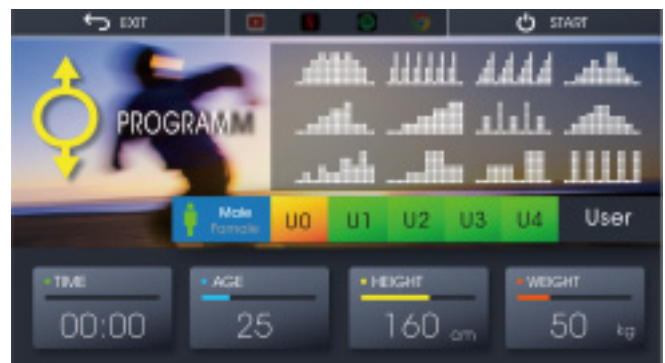 EXIT
START
PROGRAMM
Male
Famale
U0 U1 U2 U3 U4 User
TIME
00:00
AGE
25
HEIGHT
160 cm
WEIGHT
50 kg